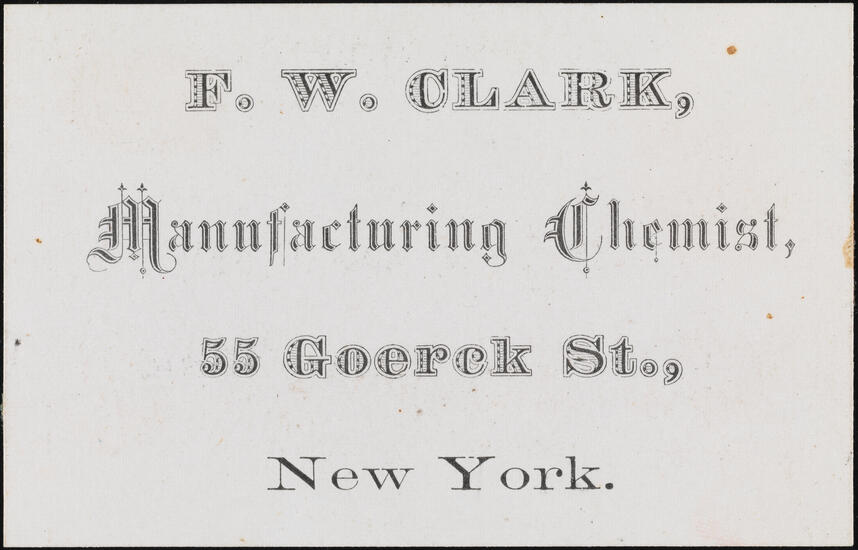 F. W. CLARK,
Manufacturing Chemist,
55 Goerck St.,
New York.